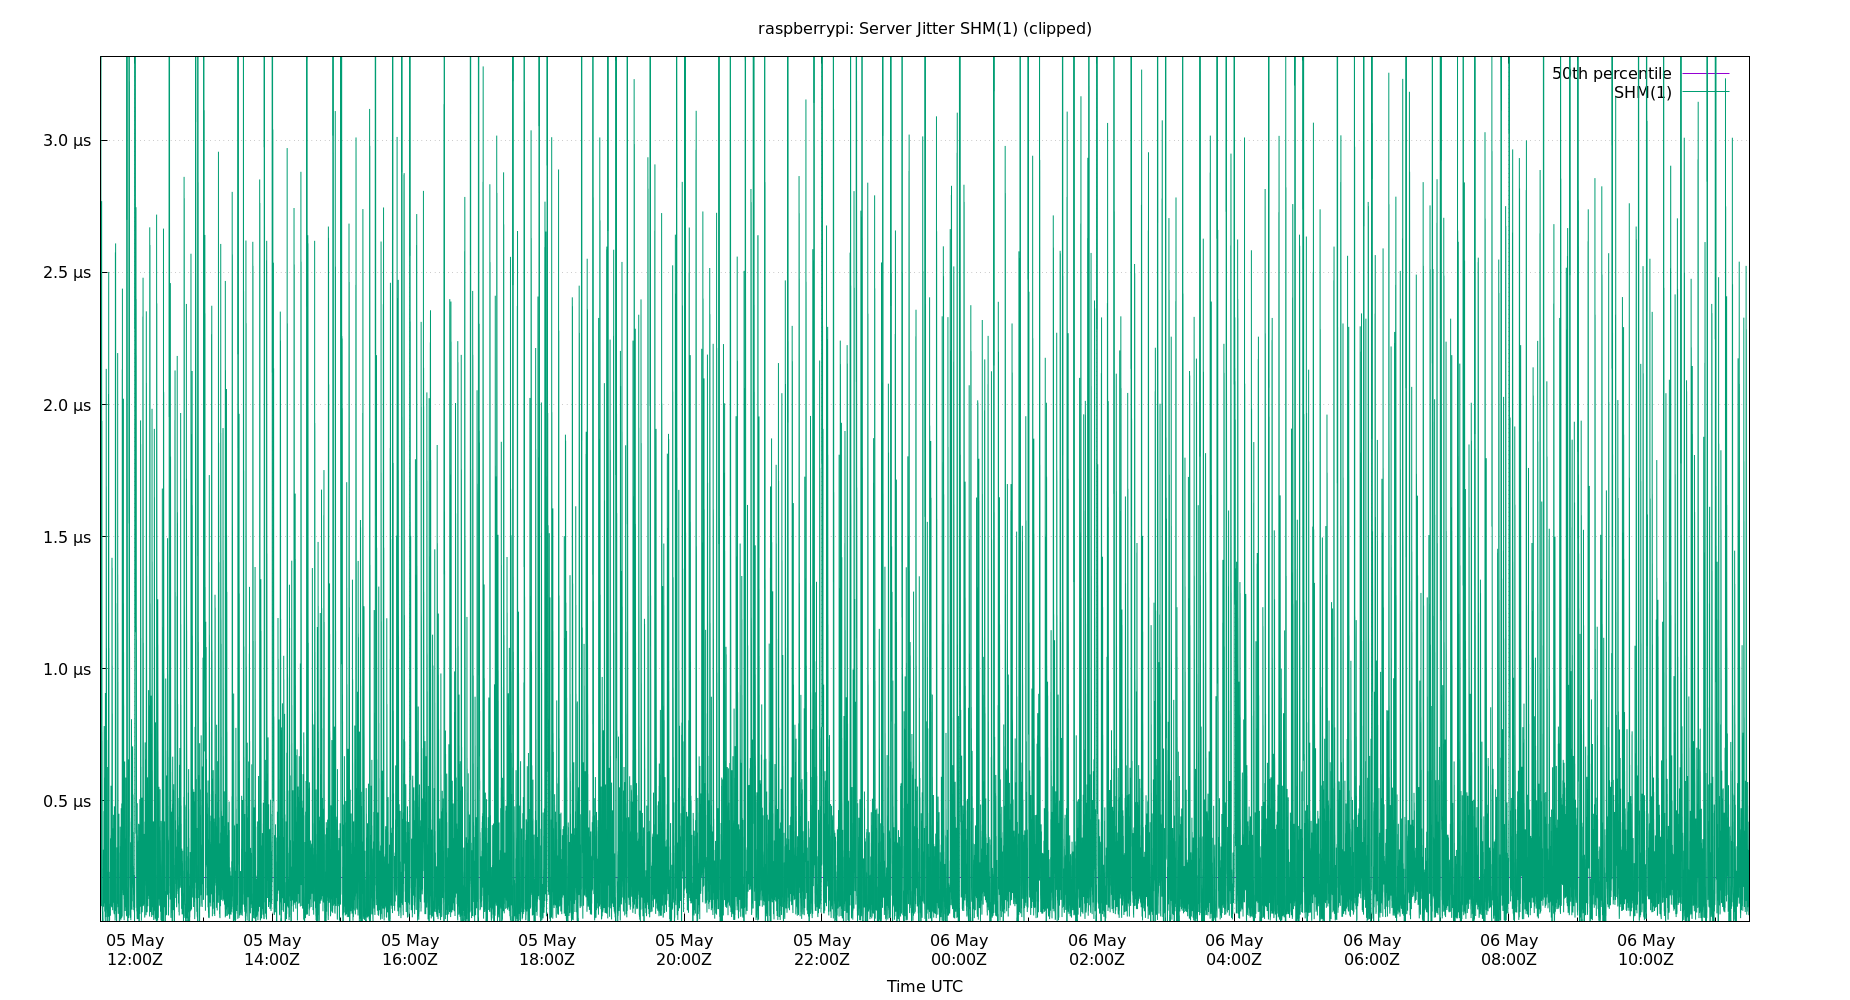 raspberrypi: Server Jitter SHM(1) (clipped)
50th percentile
SHM(1)
3.0 µs
2.5 µs
2.0 µs
1.5 µs
1.0 µs
0.5 µs
05 May 05 May 05 May 05 May 05 May 05 May 06 May 06 May 06 May 06 May 06 May 06 May
12:00Z 14:00Z 16:00Z 18:00Z 20:00Z 22:00Z 00:00Z 02:00Z 04:00Z 06:00Z 08:00Z 10:00Z
Time UTC